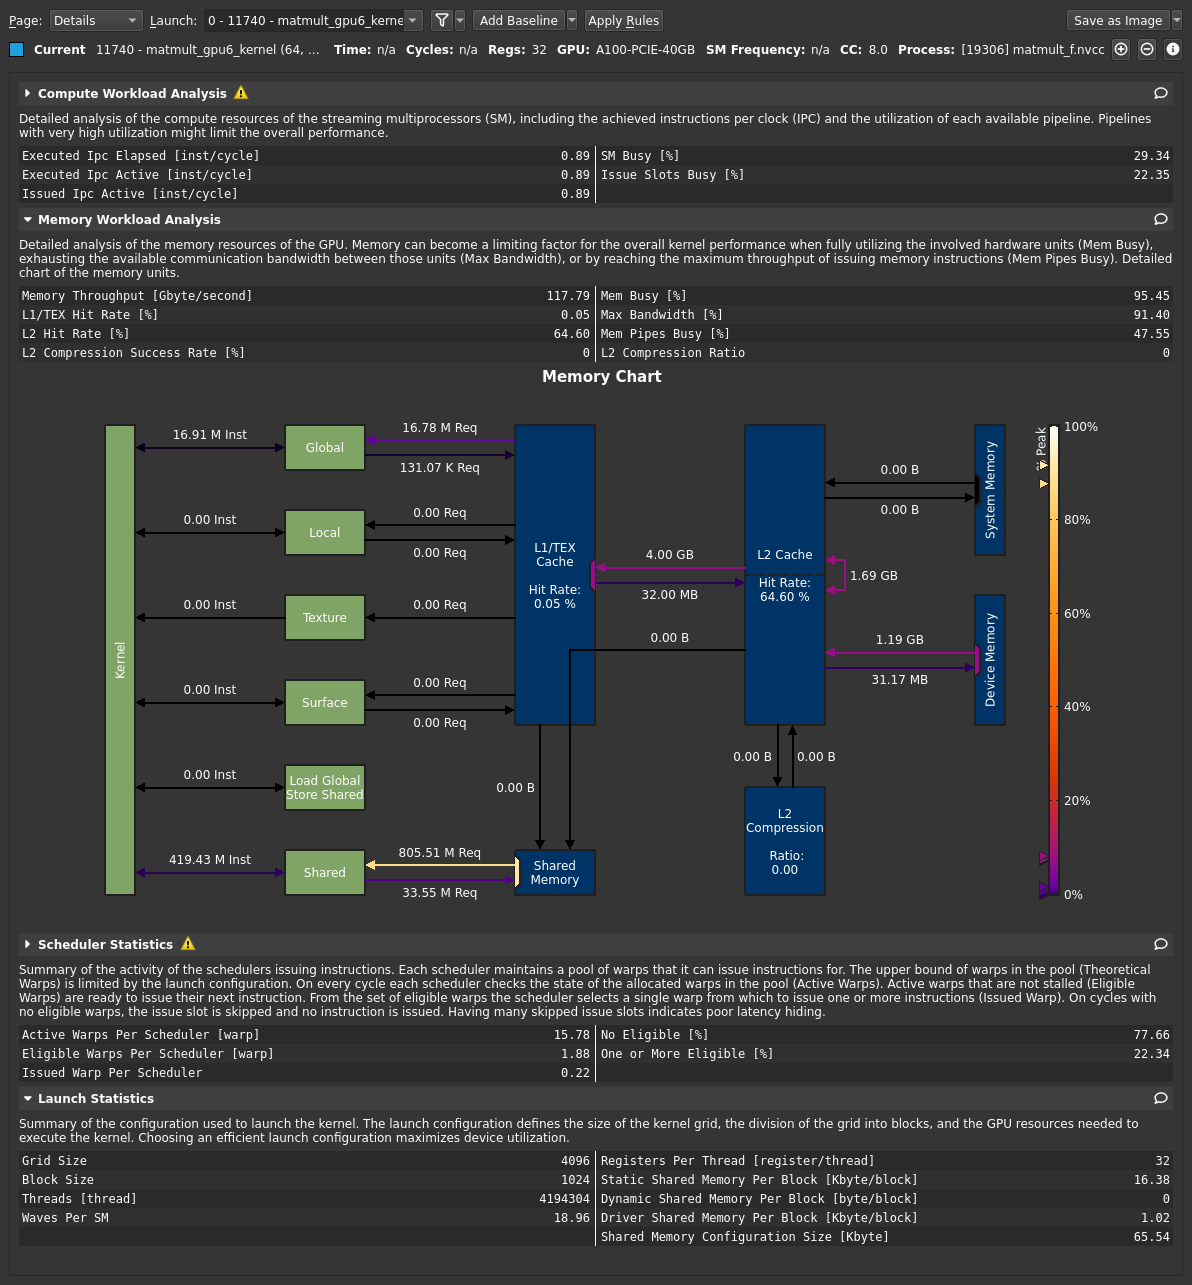 Page: Details Launch: 0 - 11740 - matmult_gpu6_kerne Add Baseline Apply Rules Save as Image
Current 11740 - matmult_gpu6_kernel (64, ... Time: n/a Cycles: n/a Regs: 32 GPU: A100-PCIE-40GB SM Frequency: n/a CC: 8.0 Process: [19306] matmult_f.nvcc
Compute Workload Analysis
Detailed analysis of the compute resources of the streaming multiprocessors (SM), including the achieved instructions per clock (IPC) and the utilization of each available pipeline. Pipelines
with very high utilization might limit the overall performance.
Executed Ipc Elapsed [inst/cycle] 0.89 SM Busy [%] 29.34
Executed Ipc Active [inst/cycle] 0.89 Issue Slots Busy [%] 22.35
Issued Ipc Active [inst/cycle] 0.89
Memory Workload Analysis
Detailed analysis of the memory resources of the GPU. Memory can become a limiting factor for the overall kernel performance when fully utilizing the involved hardware units (Mem Busy),
exhausting the available communication bandwidth between those units (Max Bandwidth), or by reaching the maximum throughput of issuing memory instructions (Mem Pipes Busy). Detailed
chart of the memory units.
Memory Throughput [Gbyte/second] 117.79 Mem Busy [%] 95.45
L1/TEX Hit Rate [%] 0.05 Max Bandwidth [%] 91.40
L2 Hit Rate [%] 64.60 Mem Pipes Busy [%] 47.55
L2 Compression Success Rate [%] 0 L2 Compression Ratio 0
Memory Chart
Kernel
16.91 M Inst
Global
16.78 M Req
131.07 K Req
0.00 Inst
Local
0.00 Req
0.00 Req
0.00 Inst
Texture
0.00 Req
0.00 Inst
Surface
0.00 Req
0.00 Req
0.00 Inst
Load Global
Store Shared
419.43 M Inst
Shared
805.51 M Req
33.55 M Req
L1/TEX
Cache
Hit Rate:
0.05 %
0.00 B
Shared
Memory
4.00 GB
32.00 MB
0.00 B
L2 Cache
Hit Rate:
64.60 %
0.00 B
0.00 B
1.69 GB
1.19 GB
31.17 MB
0.00 B
0.00 B
L2
Compression
Ratio:
0.00
System Memory
Device Memory
% Peak
100%
80%
60%
40%
20%
0%
Scheduler Statistics
Summary of the activity of the schedulers issuing instructions. Each scheduler maintains a pool of warps that it can issue instructions for. The upper bound of warps in the pool (Theoretical
Warps) is limited by the launch configuration. On every cycle each scheduler checks the state of the allocated warps in the pool (Active Warps). Active warps that are not stalled (Eligible
Warps) are ready to issue their next instruction. From the set of eligible warps the scheduler selects a single warp from which to issue one or more instructions (Issued Warp). On cycles with
no eligible warps, the issue slot is skipped and no instruction is issued. Having many skipped issue slots indicates poor latency hiding.
Active Warps Per Scheduler [warp] 15.78 No Eligible [%] 77.66
Eligible Warps Per Scheduler [warp] 1.88 One or More Eligible [%] 22.34
Issued Warp Per Scheduler 0.22
Launch Statistics
Summary of the configuration used to launch the kernel. The launch configuration defines the size of the kernel grid, the division of the grid into blocks, and the GPU resources needed to
execute the kernel. Choosing an efficient launch configuration maximizes device utilization.
Grid Size 4096 Registers Per Thread [register/thread] 32
Block Size 1024 Static Shared Memory Per Block [Kbyte/block] 16.38
Threads [thread] 4194304 Dynamic Shared Memory Per Block [byte/block] 0
Waves Per SM 18.96 Driver Shared Memory Per Block [Kbyte/block] 1.02
Shared Memory Configuration Size [Kbyte] 65.54